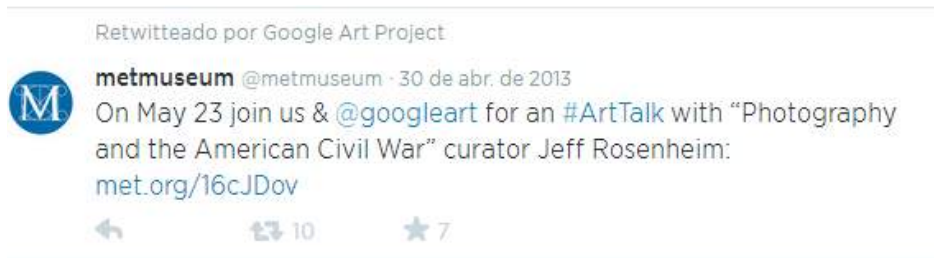 Retwitteado por Google Art Project
metmuseum @metmuseum · 30 de abr. de 2013
On May 23 join us & @googleart for an #ArtTalk with “Photography
and the American Civil War” curator Jeff Rosenheim:
met.org/16cJDov
10 7
M